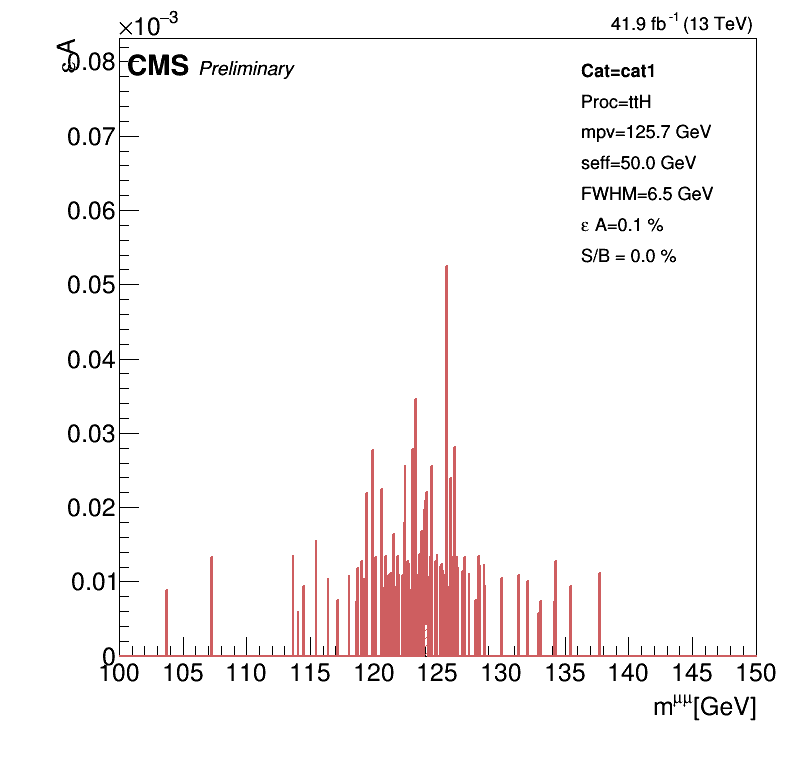 ×10⁻³
41.9 fb⁻¹ (13 TeV)
ε A
CMS Preliminary
Cat=cat1
Proc=ttH
mpv=125.7 GeV
seff=50.0 GeV
FWHM=6.5 GeV
ε A=0.1 %
S/B = 0.0 %
0.08
0.07
0.06
0.05
0.04
0.03
0.02
0.01
0
100 105 110 115 120 125 130 135 140 145 150
m^μμ[GeV]